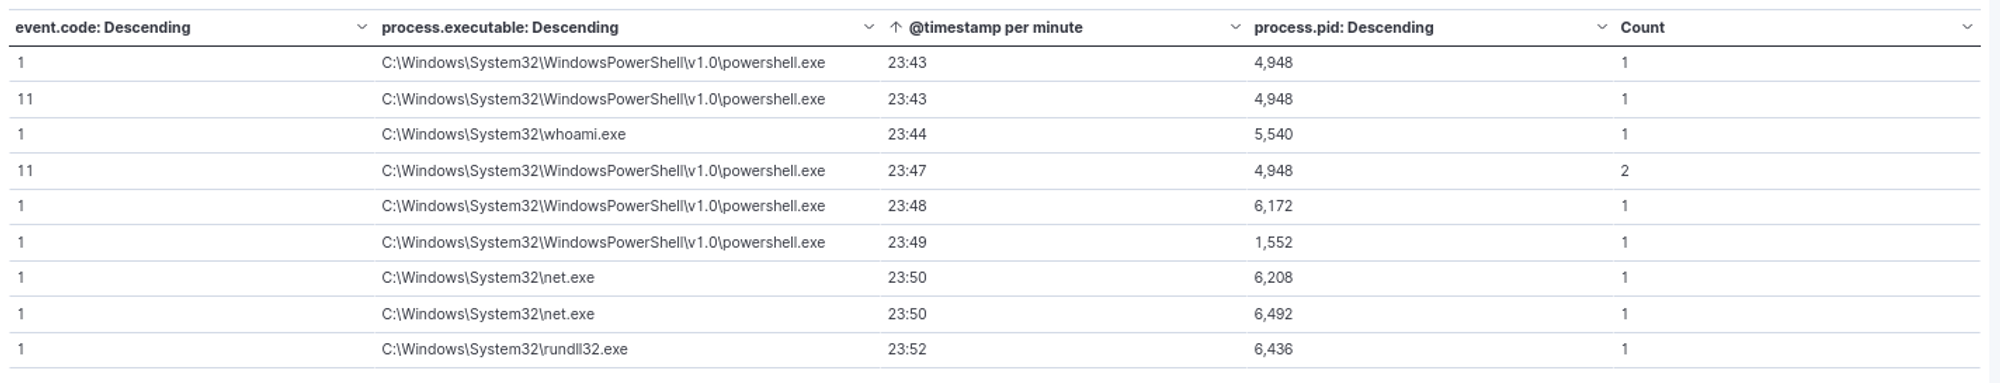 event.code: Descending process.executable: Descending ↑ @timestamp per minute process.pid: Descending Count
1 C:\Windows\System32\WindowsPowerShell\v1.0\powershell.exe 23:43 4,948 1
11 C:\Windows\System32\WindowsPowerShell\v1.0\powershell.exe 23:43 4,948 1
1 C:\Windows\System32\whoami.exe 23:44 5,540 1
11 C:\Windows\System32\WindowsPowerShell\v1.0\powershell.exe 23:47 4,948 2
1 C:\Windows\System32\WindowsPowerShell\v1.0\powershell.exe 23:48 6,172 1
1 C:\Windows\System32\WindowsPowerShell\v1.0\powershell.exe 23:49 1,552 1
1 C:\Windows\System32\net.exe 23:50 6,208 1
1 C:\Windows\System32\net.exe 23:50 6,492 1
1 C:\Windows\System32\rundll32.exe 23:52 6,436 1